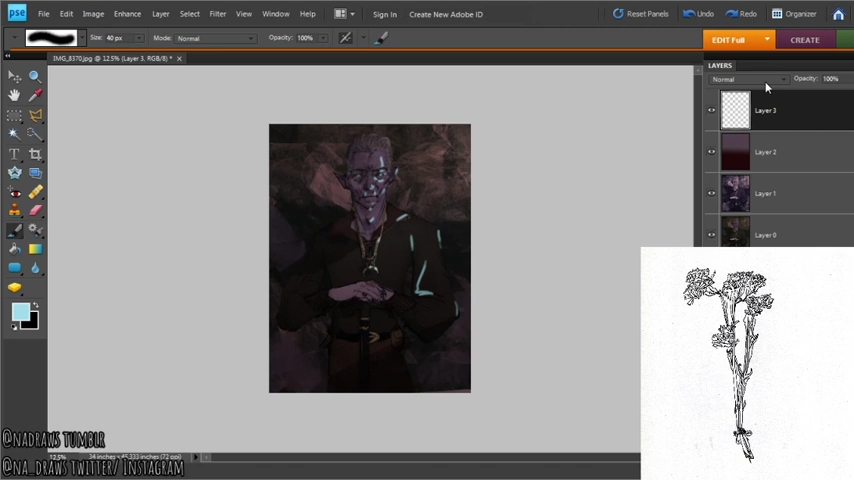 pse File Edit Image Enhance Layer Select Filter View Window Help Sign In Create New Adobe ID Reset Panels Undo Redo Organizer
Size: 40 px Mode: Normal Opacity: 100% EDIT Full CREATE
IMG_8370.jpg @ 12.5% (Layer 3, RGB/8) * ×
LAYERS
Normal Opacity: 100%
Layer 3
Layer 2
Layer 1
Layer 0
@NADRAWS TUMBLR
@NA_DRAWS TWITTER/ INSTAGRAM